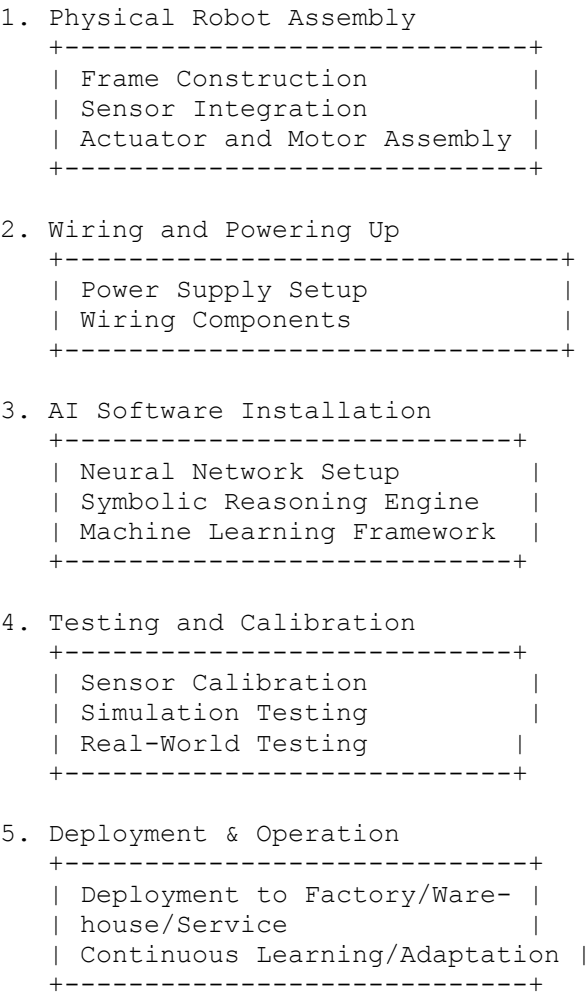 1. Physical Robot Assembly
   +-----------------------------+
   | Frame Construction          |
   | Sensor Integration          |
   | Actuator and Motor Assembly |
   +-----------------------------+
2. Wiring and Powering Up
   +-------------------------------+
   | Power Supply Setup            |
   | Wiring Components             |
   +-------------------------------+
3. AI Software Installation
   +----------------------------+
   | Neural Network Setup        |
   | Symbolic Reasoning Engine   |
   | Machine Learning Framework  |
   +----------------------------+
4. Testing and Calibration
   +----------------------------+
   | Sensor Calibration          |
   | Simulation Testing          |
   | Real-World Testing         |
   +----------------------------+
5. Deployment & Operation
   +-----------------------------+
   | Deployment to Factory/Ware- |
   | house/Service               |
   | Continuous Learning/Adaptation |
   +-----------------------------+